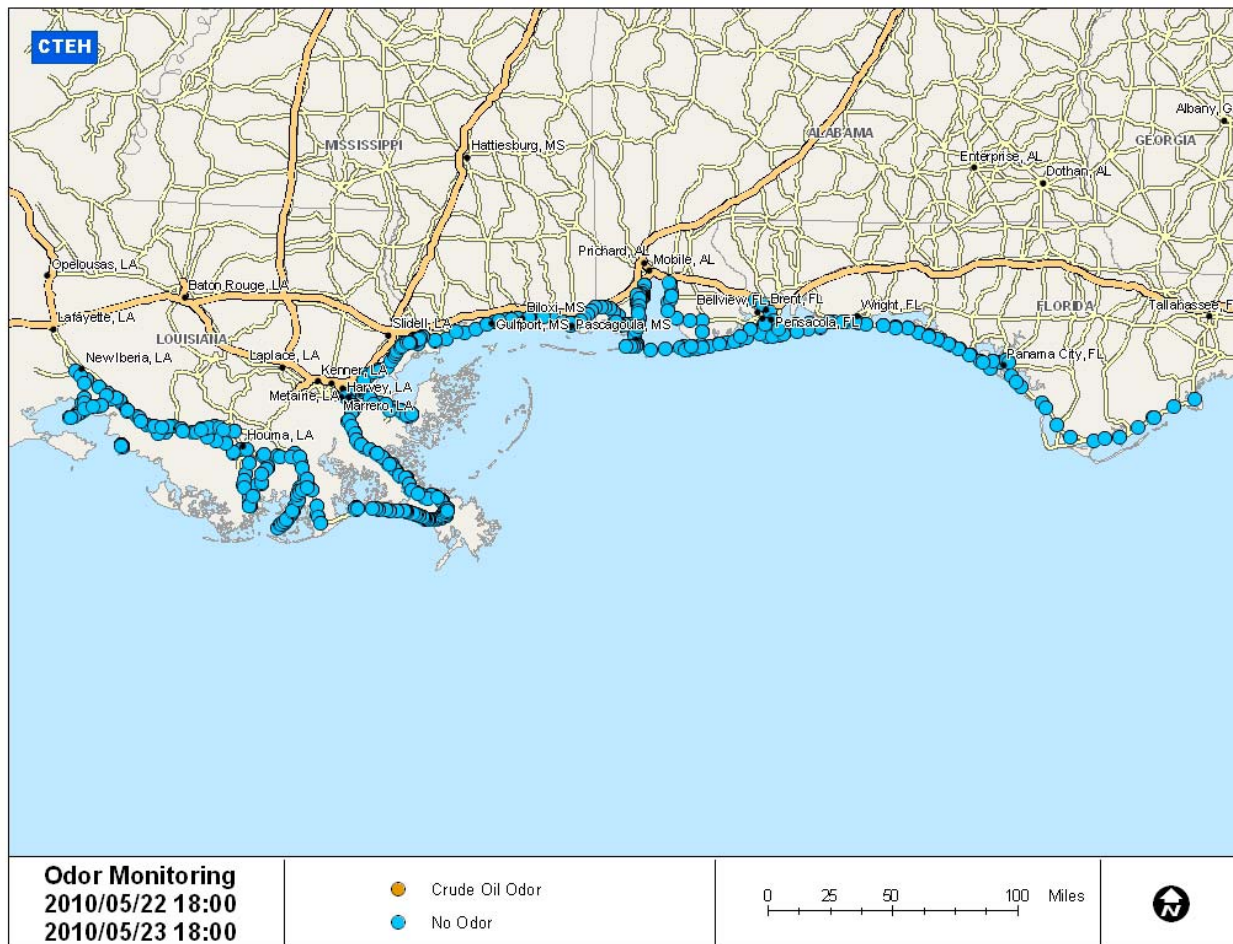 CTEH
Albany, G
ALABAMA
GEORGIA
MISSISSIPPI
Hattiesburg, MS
Enterprise, AL
Dothan, AL
Prichard, AL
Mobile, AL
Opelousas, LA
Baton Rouge, LA
Bellview, FL
Brent, FL
Wright, FL
FLORIDA
Tallahassee, F
Biloxi, MS
Lafayette, LA
Slidell, LA
Gulfport, MS
Pascagoula, MS
Pensacola, FL
LOUISIANA
New Iberia, LA
Laplace, LA
Kenner, LA
Panama City, FL
Harvey, LA
Metairie, LA
Marrero, LA
Houma, LA
Odor Monitoring
2010/05/22 18:00
2010/05/23 18:00
Crude Oil Odor
No Odor
0 25 50 100 Miles
N